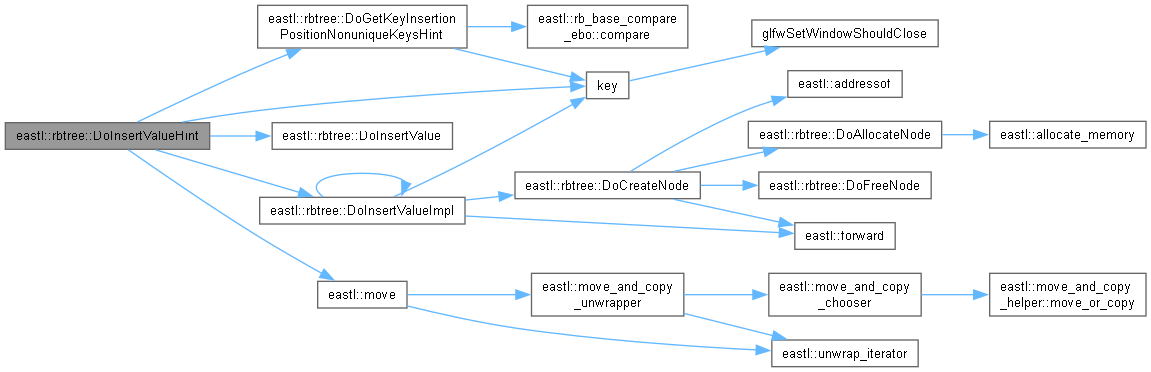 eastl::rbtree::DoInsertValueHint
eastl::rbtree::DoGetKeyInsertion
PositionNonuniqueKeysHint
eastl::rb_base_compare
_ebo::compare
key
glfwSetWindowShouldClose
eastl::rbtree::DoInsertValue
eastl::rbtree::DoInsertValueImpl
eastl::rbtree::DoCreateNode
eastl::addressof
eastl::rbtree::DoAllocateNode
eastl::allocate_memory
eastl::rbtree::DoFreeNode
eastl::forward
eastl::move
eastl::move_and_copy
_unwrapper
eastl::move_and_copy
_chooser
eastl::move_and_copy
_helper::move_or_copy
eastl::unwrap_iterator